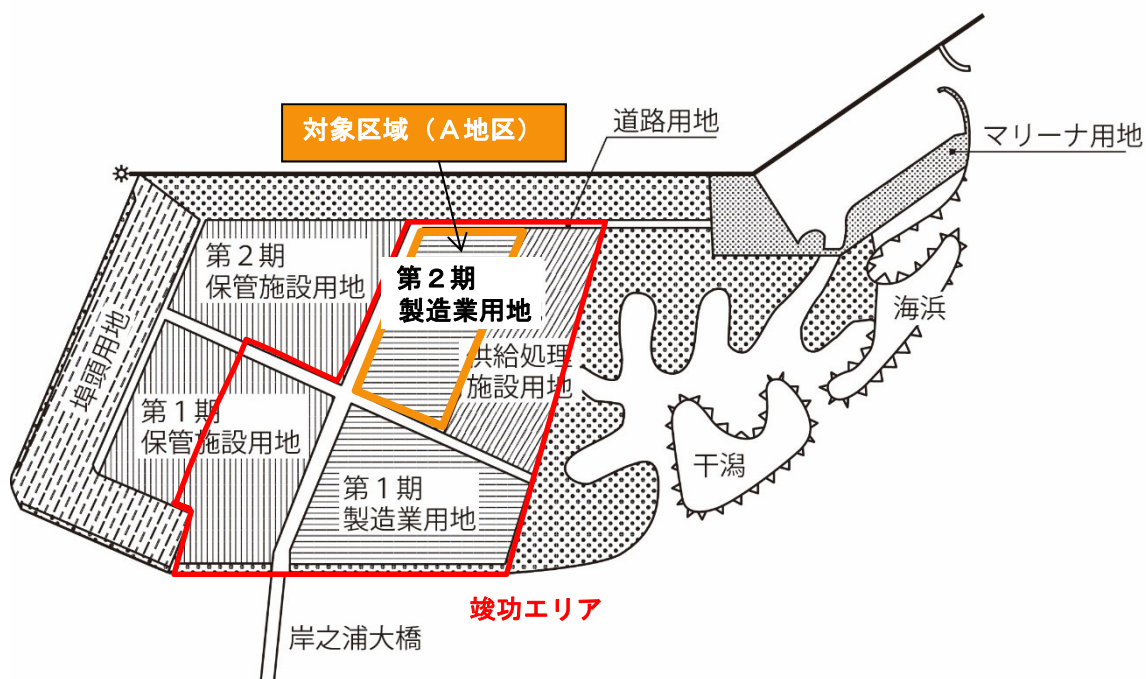 対象区域（Ａ地区）
道路用地
マリーナ用地
第２期
保管施設用地
第２期
製造業用地
海浜
供給処理
施設用地
埠頭用地
第１期
保管施設用地
干潟
第１期
製造業用地
竣功エリア
岸之浦大橋